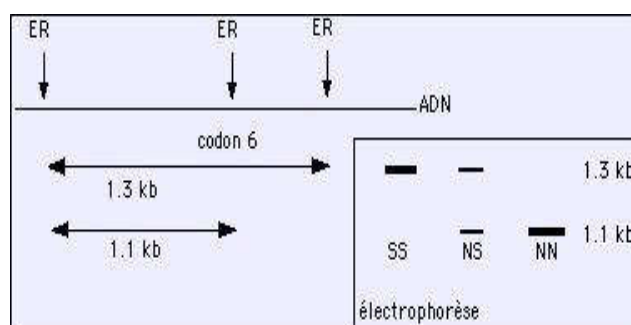 ER ER ER
ADN
codon 6
1.3 kb
1.1 kb
1.3 kb
1.1 kb
SS NS NN
électrophorèse